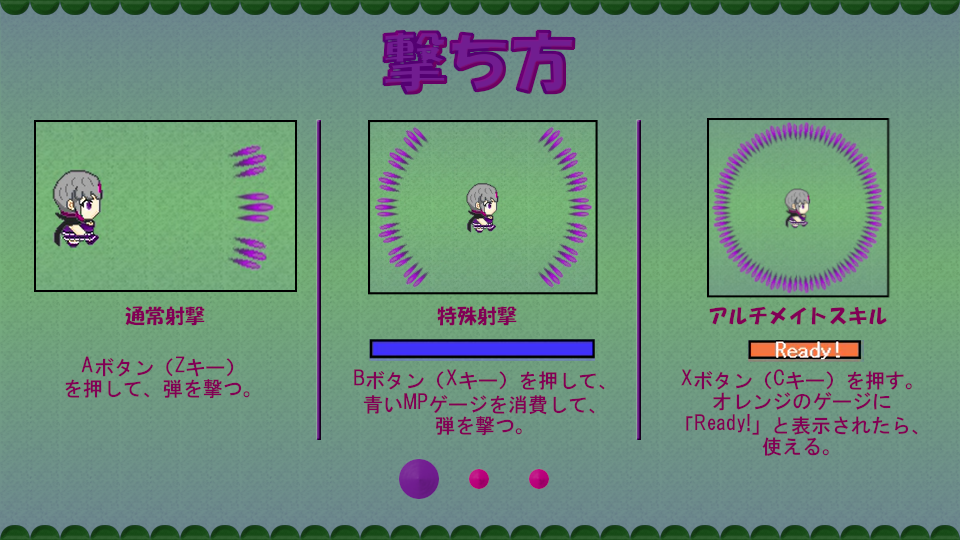 撃ち方
通常射撃
Aボタン（Zキー）
を押して、弾を撃つ。
特殊射撃
Bボタン（Xキー）を押して、
青いMPゲージを消費して、
弾を撃つ。
アルチメイトスキル
Ready!
Xボタン（Cキー）を押す。
オレンジのゲージに
「Ready!」と表示されたら、
使える。